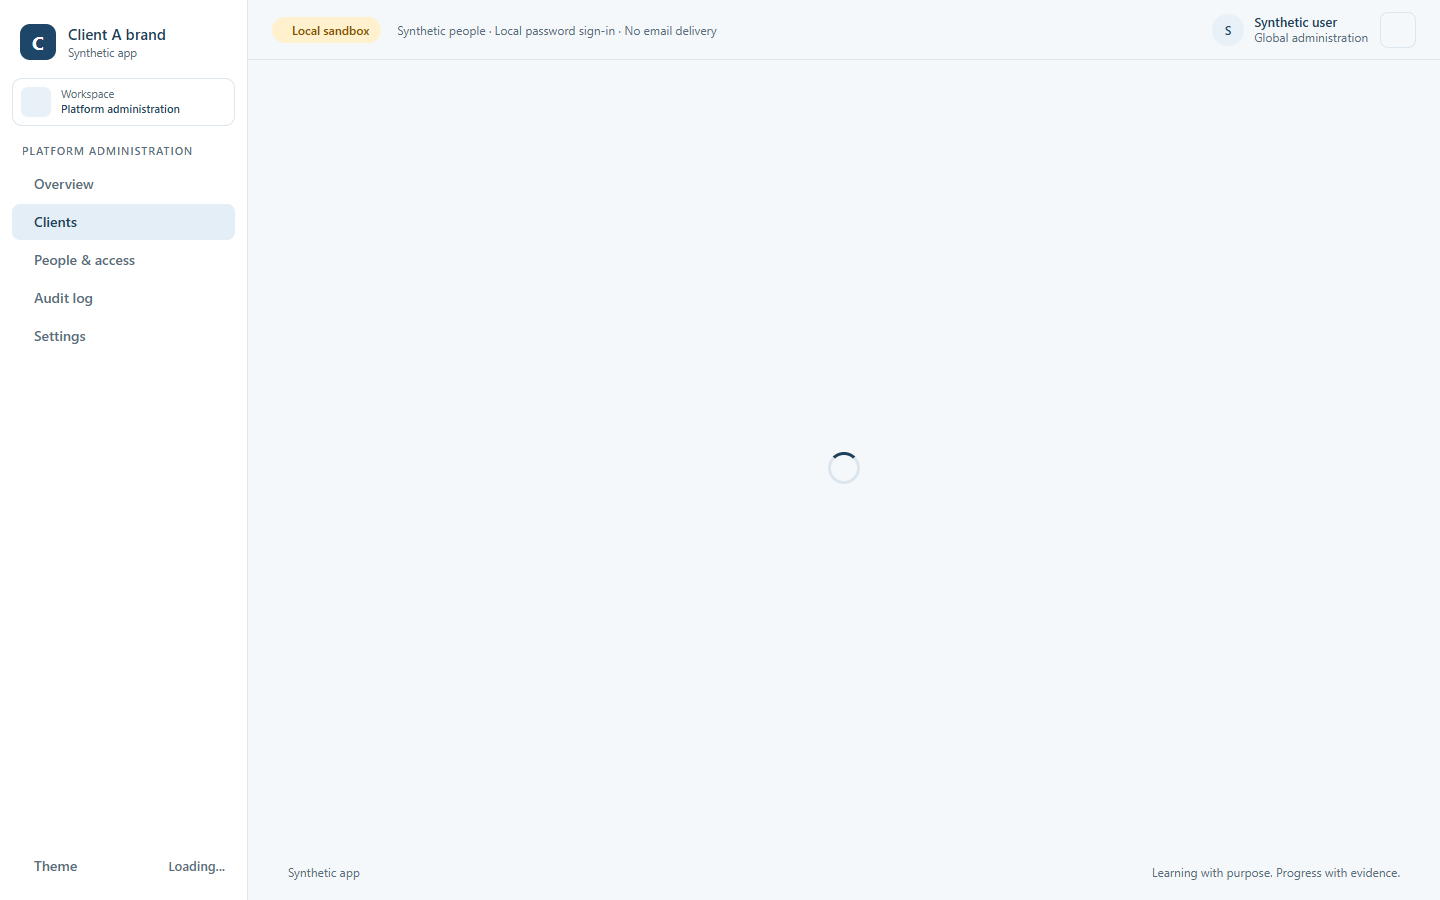 C
Client A brand
Synthetic app
Workspace
Platform administration
PLATFORM ADMINISTRATION
Overview
Clients
People & access
Audit log
Settings
Theme
Loading...
Local sandbox
Synthetic people · Local password sign-in · No email delivery
S
Synthetic user
Global administration
Synthetic app
Learning with purpose. Progress with evidence.